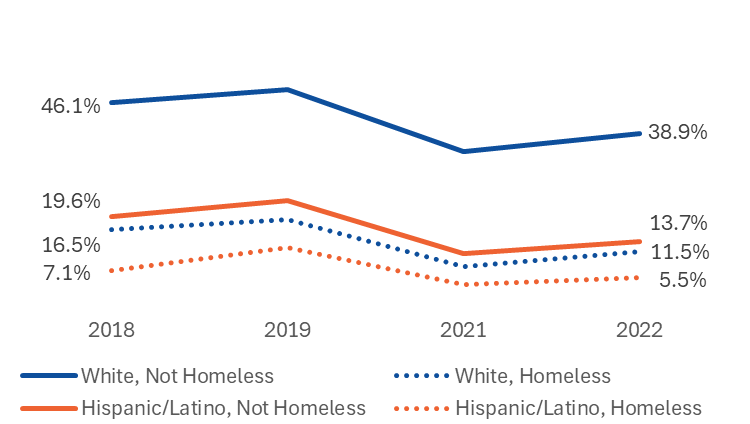 46.1%
38.9%
19.6%
13.7%
16.5%
11.5%
7.1%
5.5%
2018 2019 2021 2022
White, Not Homeless White, Homeless
Hispanic/Latino, Not Homeless Hispanic/Latino, Homeless